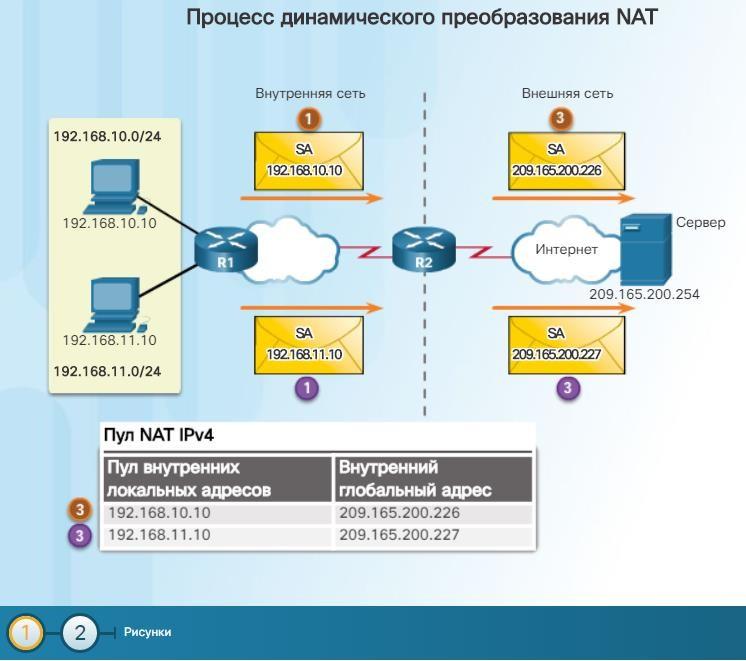 Процесс динамического преобразования NAT
Внутренняя сеть
Внешняя сеть
1
3
192.168.10.0/24
SA
192.168.10.10
SA
209.165.200.226
192.168.10.10
R1
R2
Интернет
Сервер
209.165.200.254
192.168.11.10
192.168.11.0/24
SA
192.168.11.10
SA
209.165.200.227
1
3
Пул NAT IPv4
Пул внутренних
локальных адресов
Внутренний
глобальный адрес
3
192.168.10.10
209.165.200.226
3
192.168.11.10
209.165.200.227
1
2
Рисунки